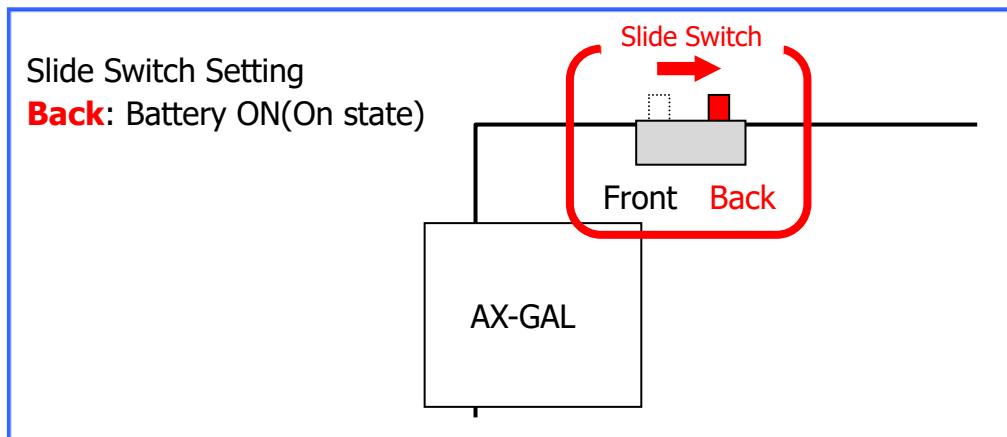 Slide Switch
Slide Switch Setting
Back: Battery ON(On state)
Front Back
AX-GAL